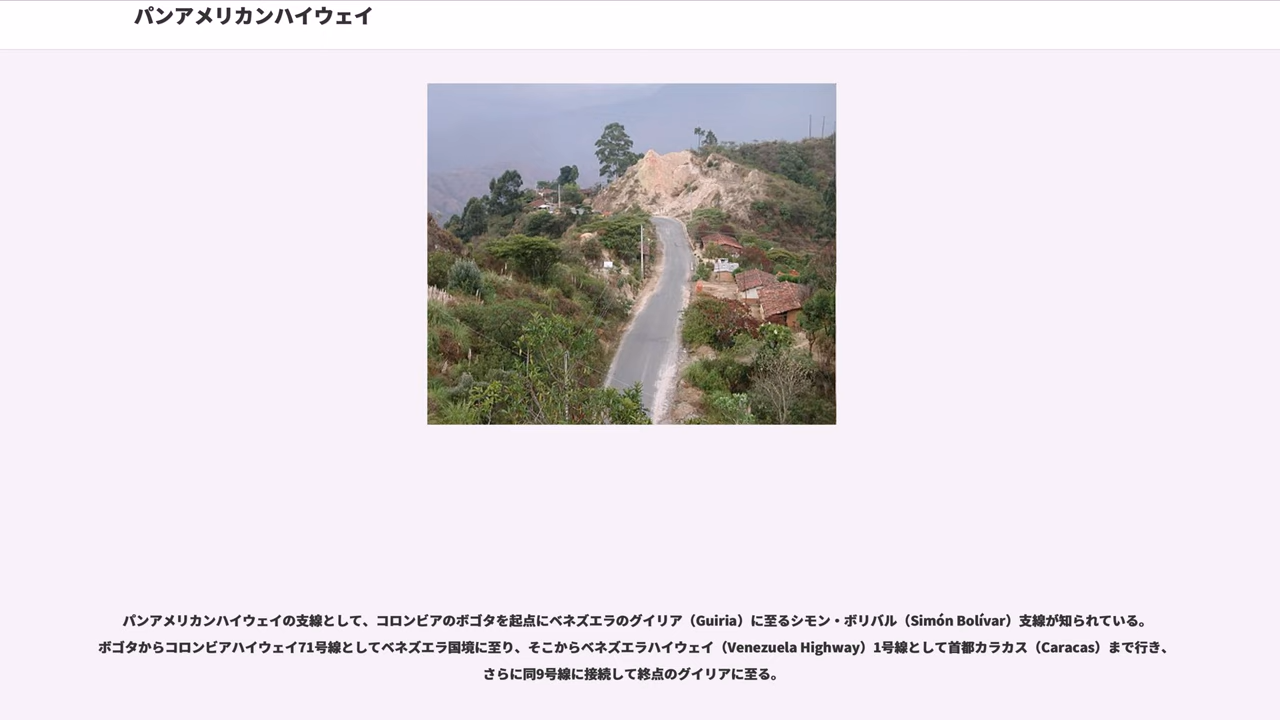 パンアメリカンハイウェイ
パンアメリカンハイウェイの支線として、コロンビアのボゴタを起点にベネズエラのグイリア（Guiria）に至るシモン・ボリバル（Simón Bolívar）支線が知られている。
ボゴタからコロンビアハイウェイ71号線としてベネズエラ国境に至り、そこからベネズエラハイウェイ（Venezuela Highway）1号線として首都カラカス（Caracas）まで行き、
さらに同9号線に接続して終点のグイリアに至る。